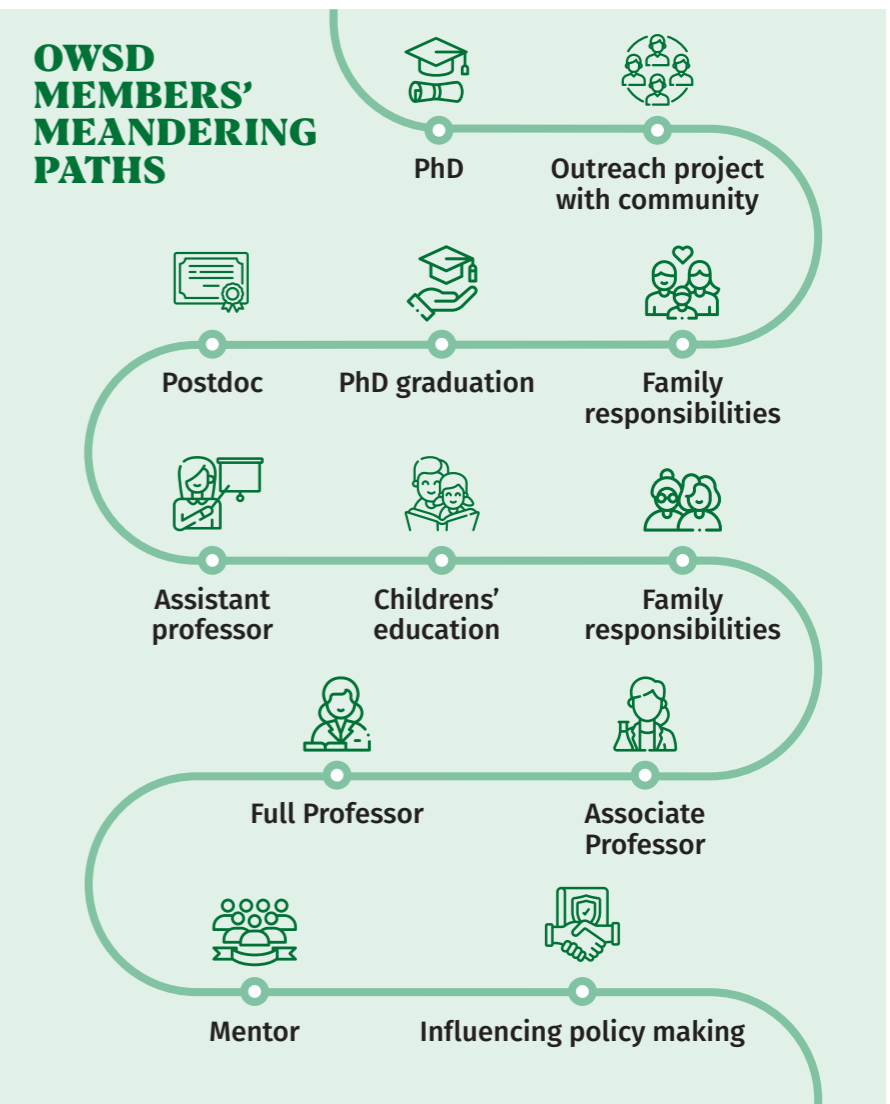 OWSD
MEMBERS'
MEANDERING
PATHS
PhD
Outreach project
with community
Postdoc
PhD graduation
Family
responsibilities
Assistant
professor
Childrens'
education
Family
responsibilities
Full Professor
Associate
Professor
Mentor
Influencing policy making